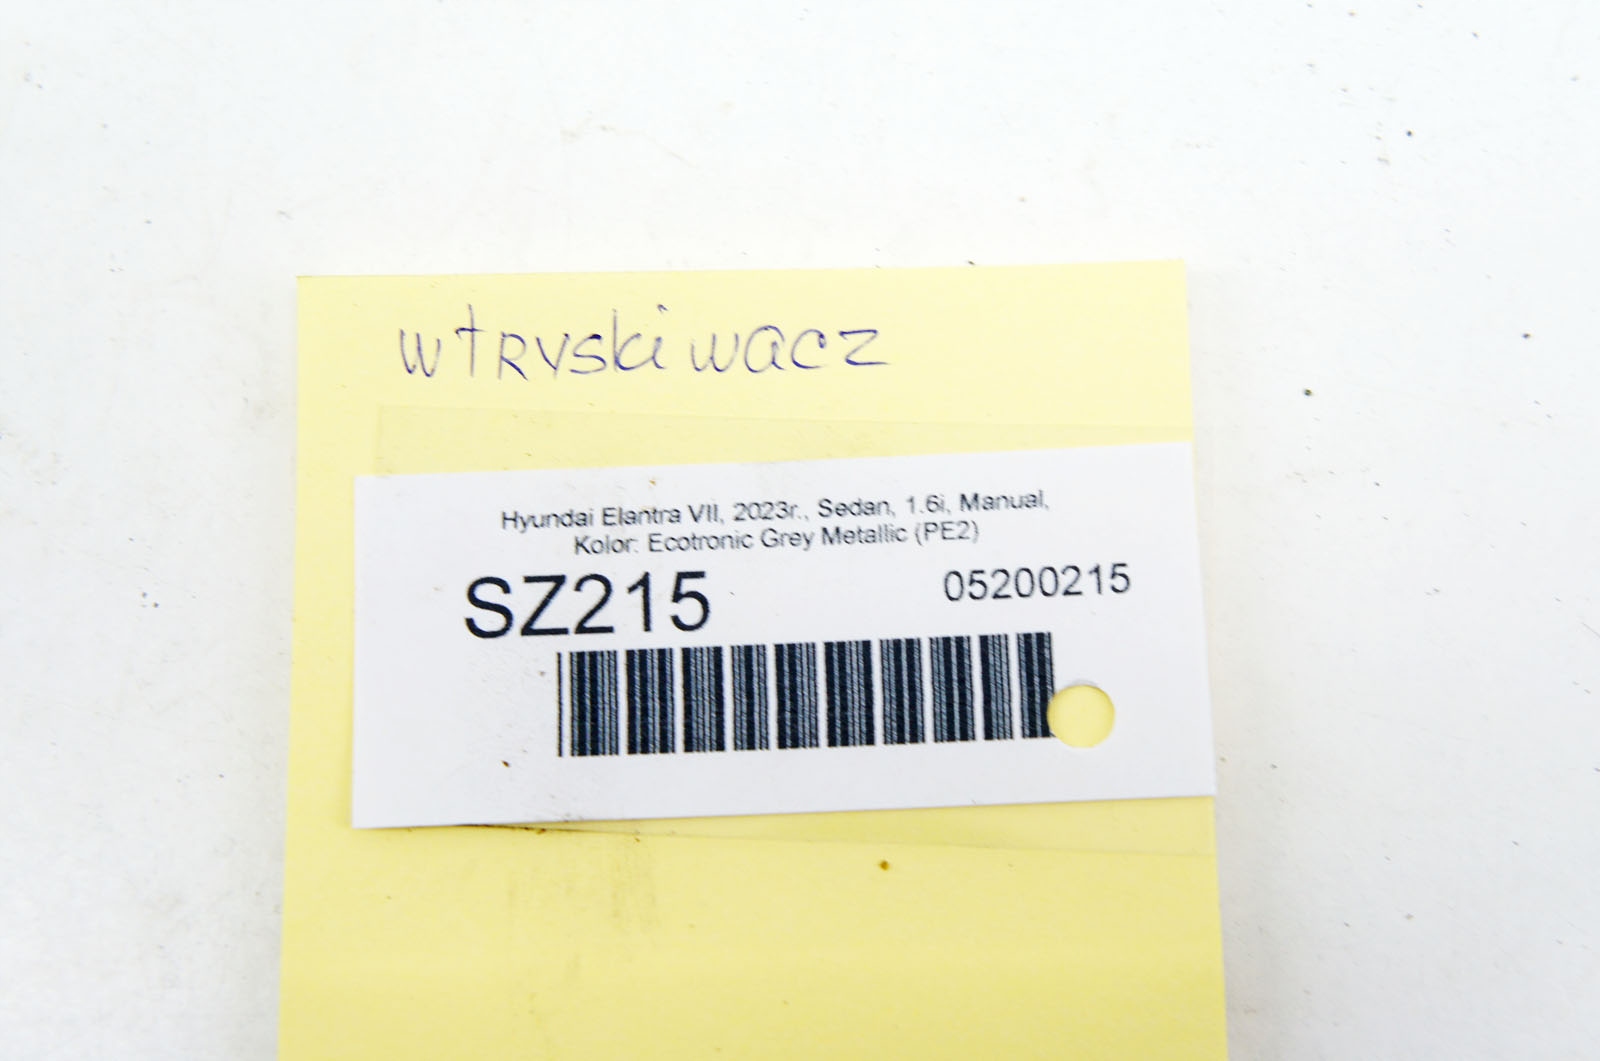 wtryskiwacz
Hyundai Elantra VII, 2023r., Sedan, 1.6i, Manual,
Kolor: Ecotronic Grey Metallic (PE2)
SZ215 05200215